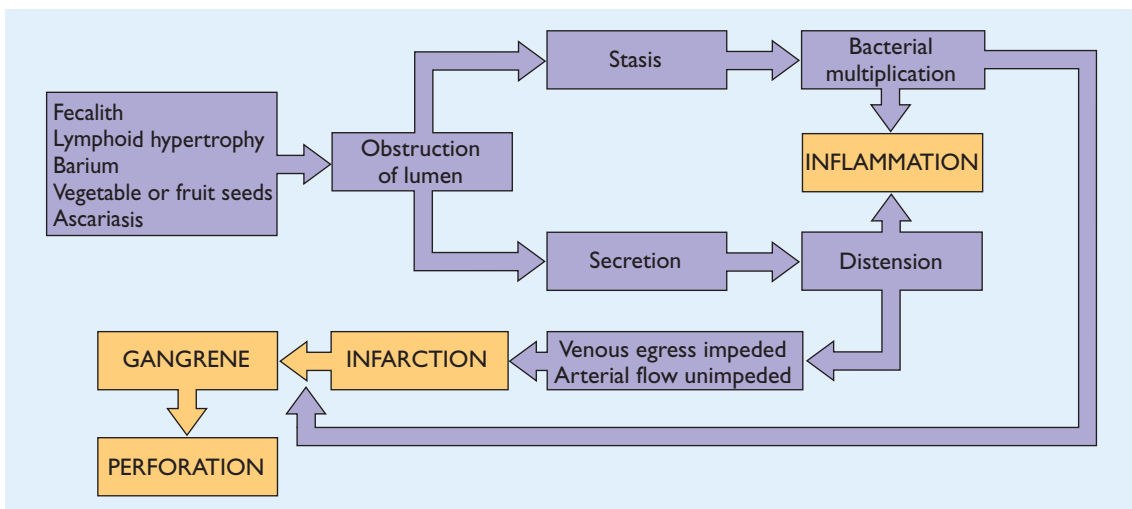 Fecalith
Lymphoid hypertrophy
Barium
Vegetable or fruit seeds
Ascariasis
Obstruction
of lumen
Stasis
Bacterial
multiplication
INFLAMMATION
Secretion
Distension
Venous egress impeded
Arterial flow unimpeded
INFARCTION
GANGRENE
PERFORATION